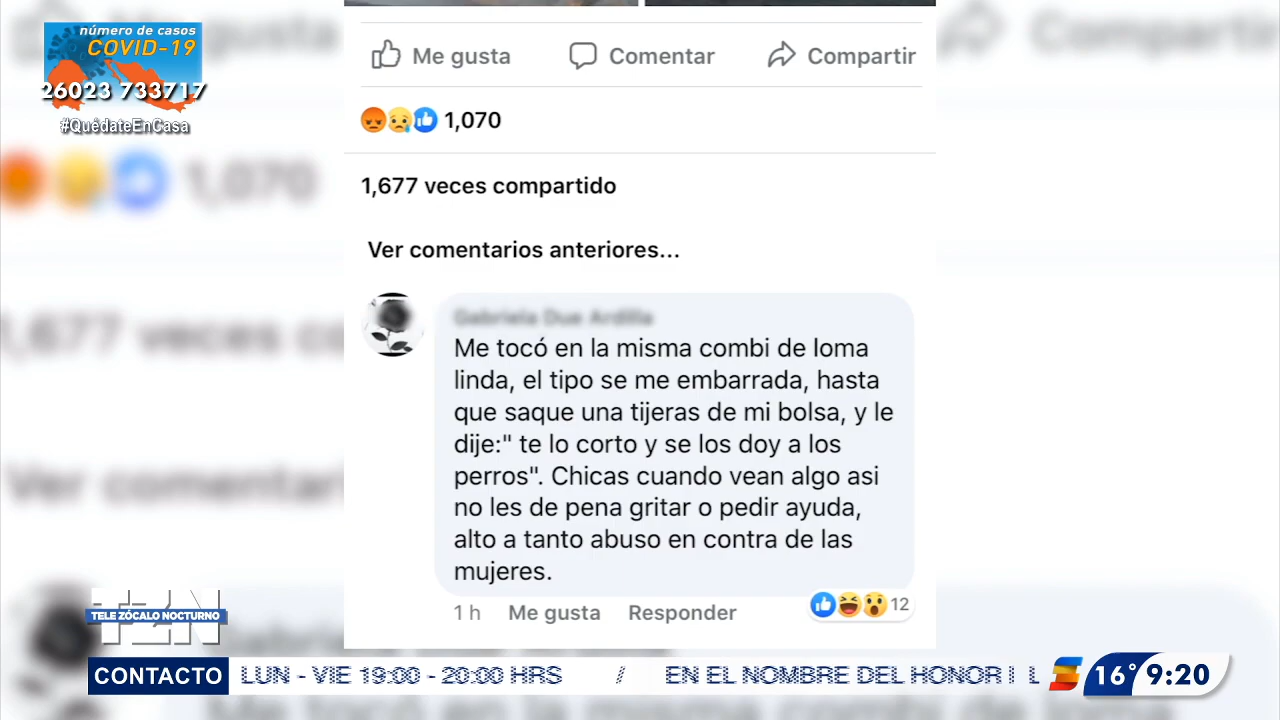 número de casos
COVID-19
26023 733717
#QuédateEnCasa
Me gusta Comentar Compartir
1,070
1,677 veces compartido
Ver comentarios anteriores...
Me tocó en la misma combi de loma
linda, el tipo se me embarrada, hasta
que saque una tijeras de mi bolsa, y le
dije:" te lo corto y se los doy a los
perros". Chicas cuando vean algo asi
no les de pena gritar o pedir ayuda,
alto a tanto abuso en contra de las
mujeres.
1 h Me gusta Responder 12
TZN
TELE ZÓCALO NOCTURNO
CONTACTO LUN - VIE 19:00 - 20:00 HRS / EN EL NOMBRE DEL HONOR 16° 9:20